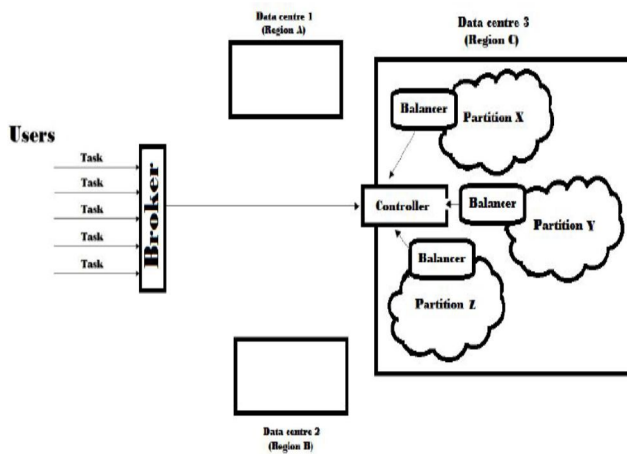 Data centre 1
(Region A)
Data centre 3
(Region C)
Users
Task
Task
Task
Task
Task
Broker
Controller
Balancer
Partition X
Balancer
Partition Y
Balancer
Partition Z
Data centre 2
(Region B)